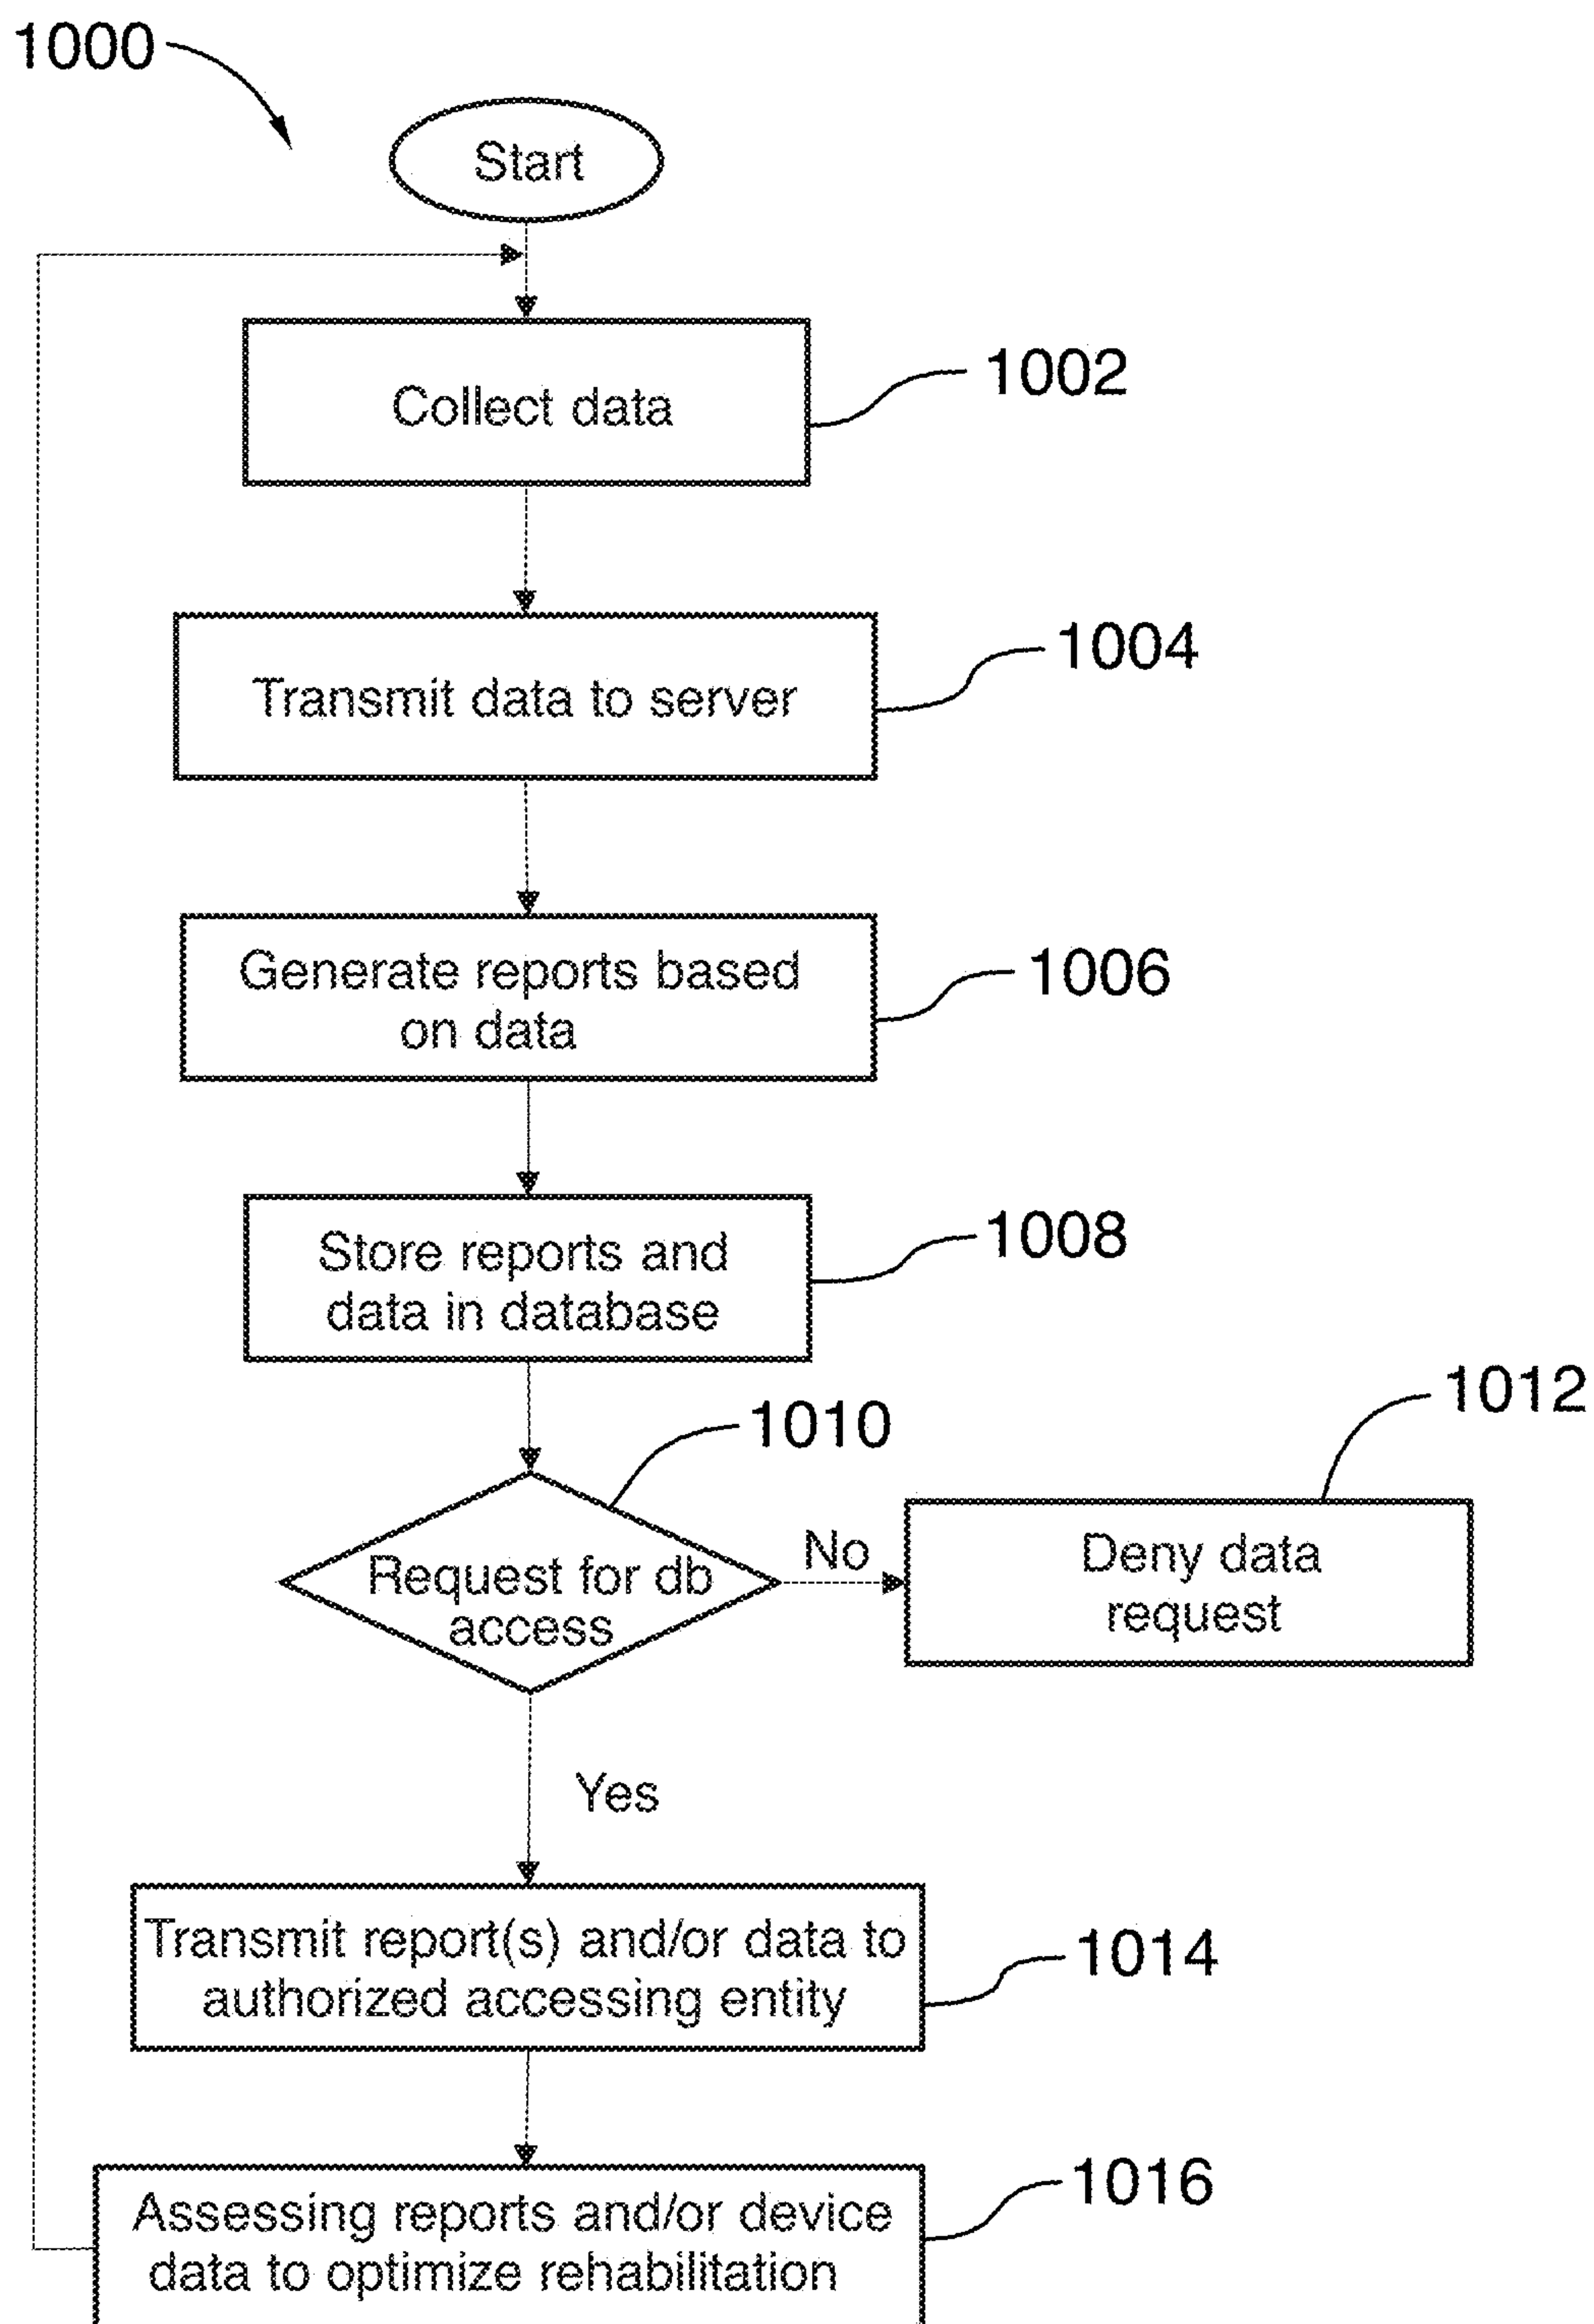 1000
Start
Collect data
1002
Transmit data to server
1004
Generate reports based
on data
1006
Store reports and
data in database
1008
1010
Request for db
access
No
Deny data
request
1012
Yes
Transmit report(s) and/or data to
authorized accessing entity
1014
Assessing reports and/or device
data to optimize rehabilitation
1016